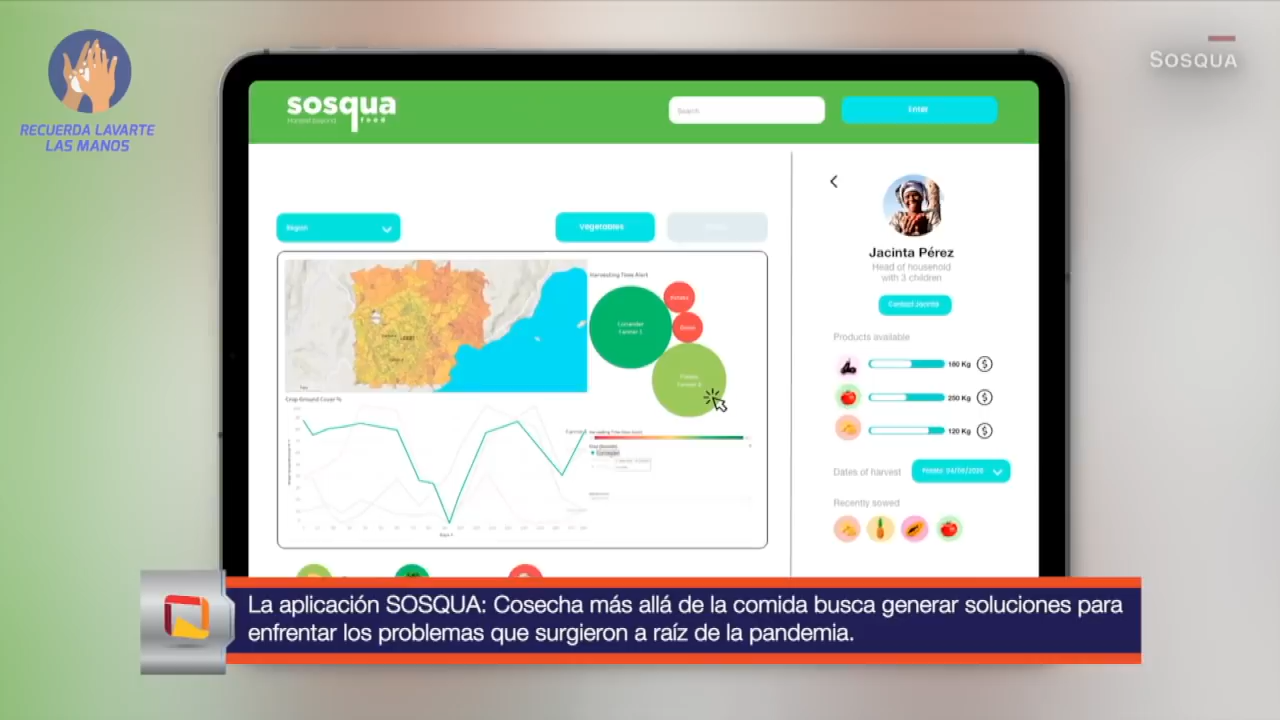 RECUERDA LAVARTE
LAS MANOS
SOSQUA
sosqua
Harvest beyond
food
Search
Enter
Region
Vegetables
Harvesting Time Alert
Coriander
Farmer 1
Crop Ground Cover %
Jacinta Pérez
Head of household
with 3 children
Contact Jacinta
Products available
180 Kg
$
250 Kg
$
120 Kg
$
Dates of harvest
Recently sowed
La aplicación SOSQUA: Cosecha más allá de la comida busca generar soluciones para
enfrentar los problemas que surgieron a raíz de la pandemia.